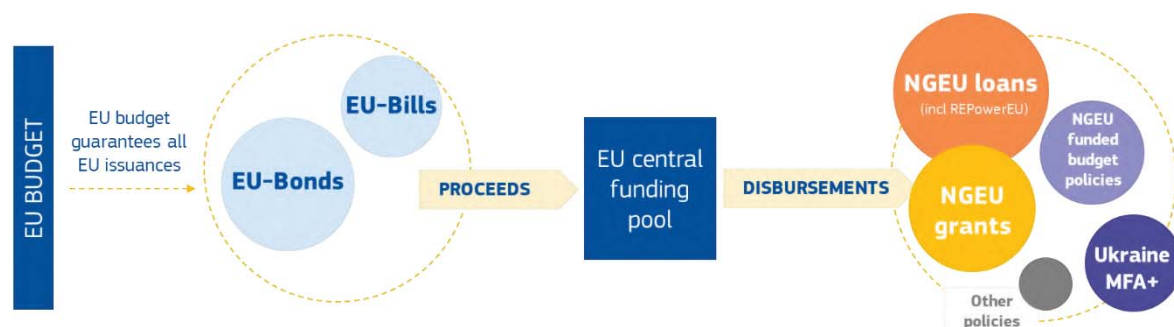 EU BUDGET
EU budget
guarantees all
EU issuances
EU-Bills
EU-Bonds
PROCEEDS
EU central
funding
pool
DISBURSEMENTS
NGEU loans
(incl REPowerEU)
NGEU
funded
budget
policies
NGEU
grants
Ukraine
MFA+
Other
policies